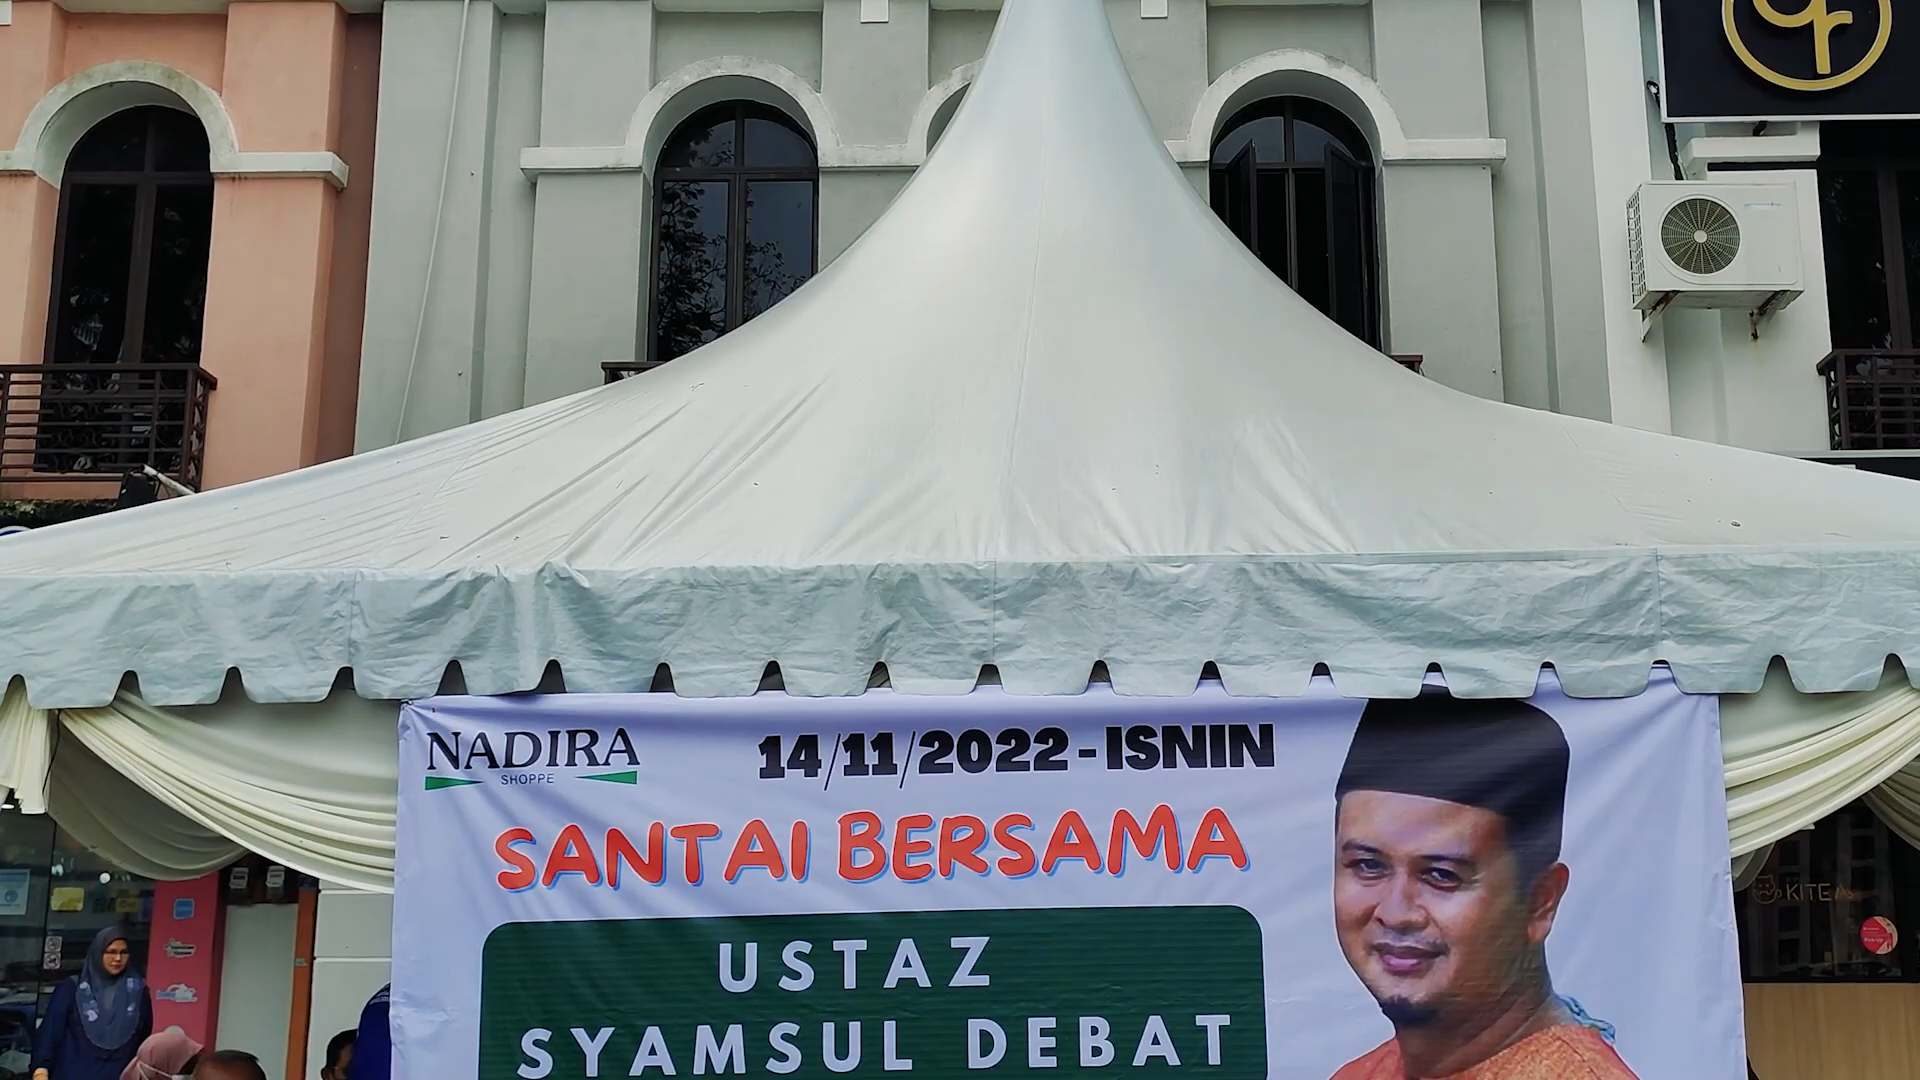 NADIRA
SHOPPE
14/11/2022-ISNIN
SANTAI BERSAMA
USTAZ
SYAMSUL DEBAT
KITEA